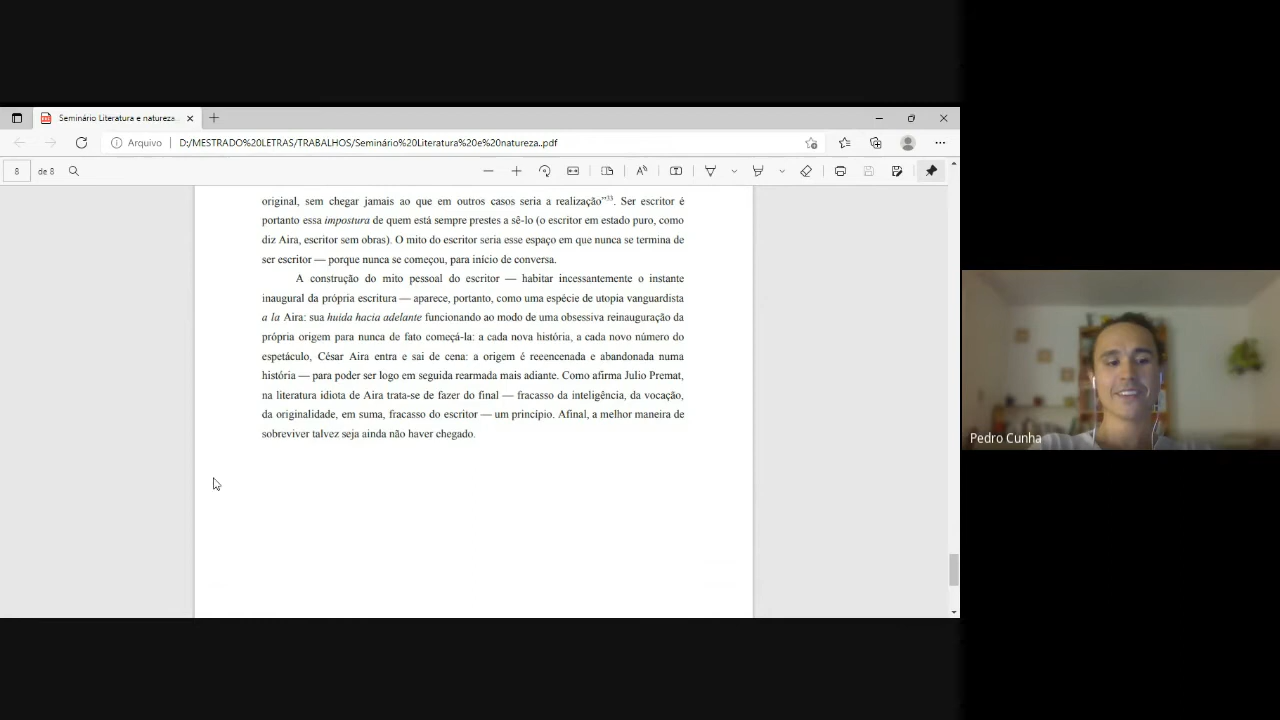 Seminário Literatura e natureza.
Arquivo
D:/MESTRADO%20LETRAS/TRABALHOS/Seminário%20Literatura%20e%20natureza..pdf
8 de 8
original, sem chegar jamais ao que em outros casos seria a realização”³³. Ser escritor é
portanto essa impostura de quem está sempre prestes a sê-lo (o escritor em estado puro, como
diz Aira, escritor sem obras). O mito do escritor seria esse espaço em que nunca se termina de
ser escritor — porque nunca se começou, para início de conversa.
A construção do mito pessoal do escritor — habitar incessantemente o instante
inaugural da própria escritura — aparece, portanto, como uma espécie de utopia vanguardista
a la Aira: sua huida hacia adelante funcionando ao modo de uma obsessiva reinauguração da
própria origem para nunca de fato começá-la: a cada nova história, a cada novo número do
espetáculo, César Aira entra e sai de cena: a origem é reeencenada e abandonada numa
história — para poder ser logo em seguida rearmada mais adiante. Como afirma Julio Premat,
na literatura idiota de Aira trata-se de fazer do final — fracasso da inteligência, da vocação,
da originalidade, em suma, fracasso do escritor — um princípio. Afinal, a melhor maneira de
sobreviver talvez seja ainda não haver chegado.
Pedro Cunha